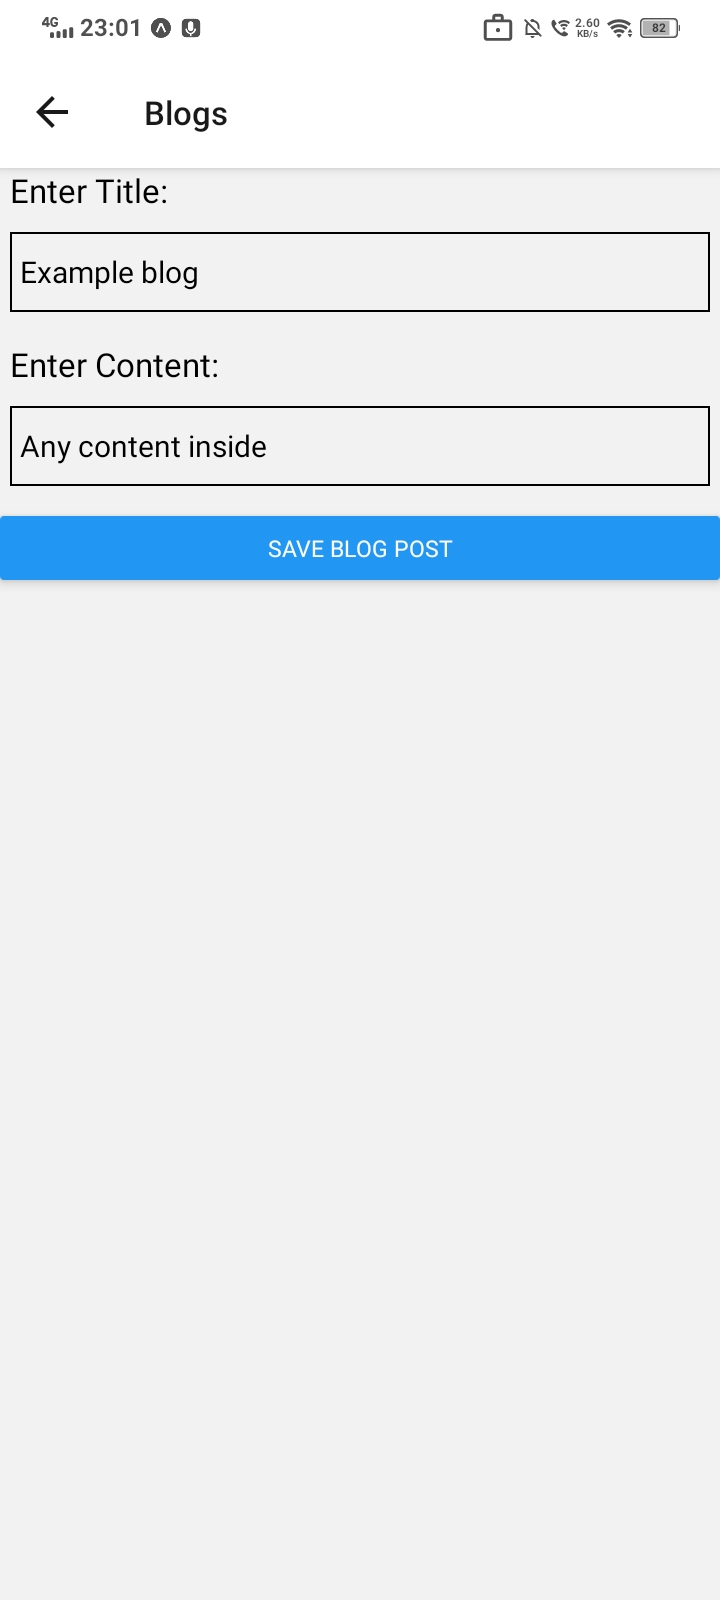 4G 23:01 2.60 KB/s 82
Blogs
Enter Title:
Example blog
Enter Content:
Any content inside
SAVE BLOG POST